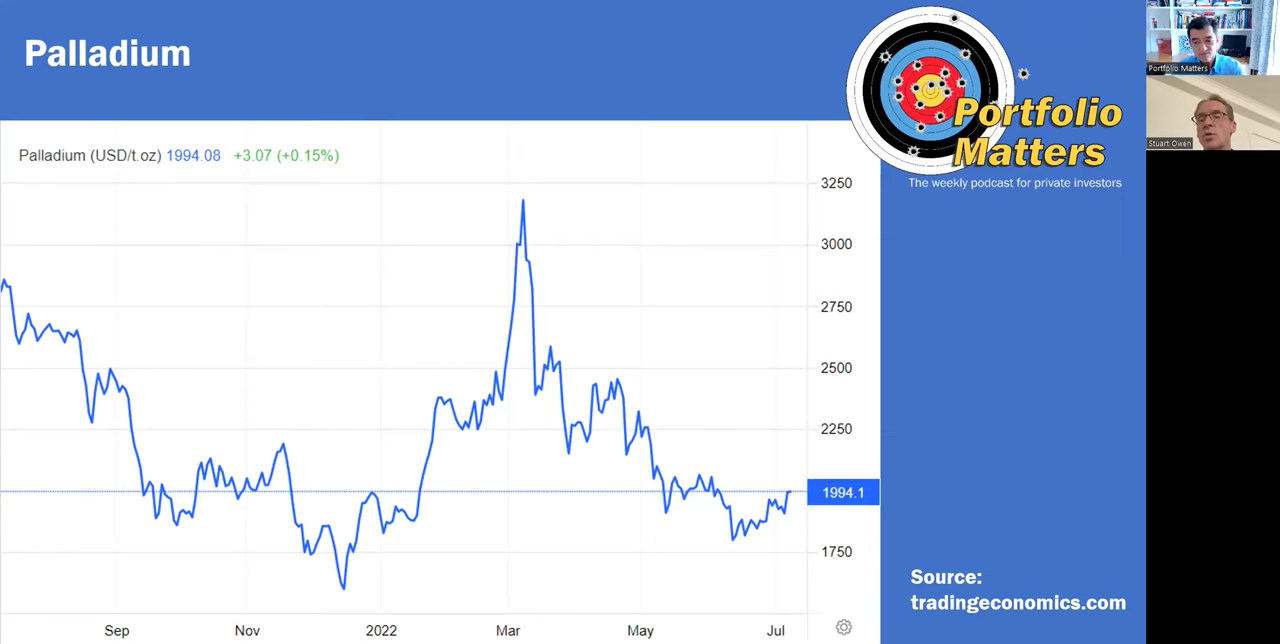 Palladium
Portfolio
Matters
The weekly podcast for private investors
Portfolio Matters
Stuart Owen
Palladium (USD/t.oz) 1994.08 +3.07 (+0.15%)
3250
3000
2750
2500
2250
1994.1
1750
Sep Nov 2022 Mar May Jul
Source:
tradingeconomics.com